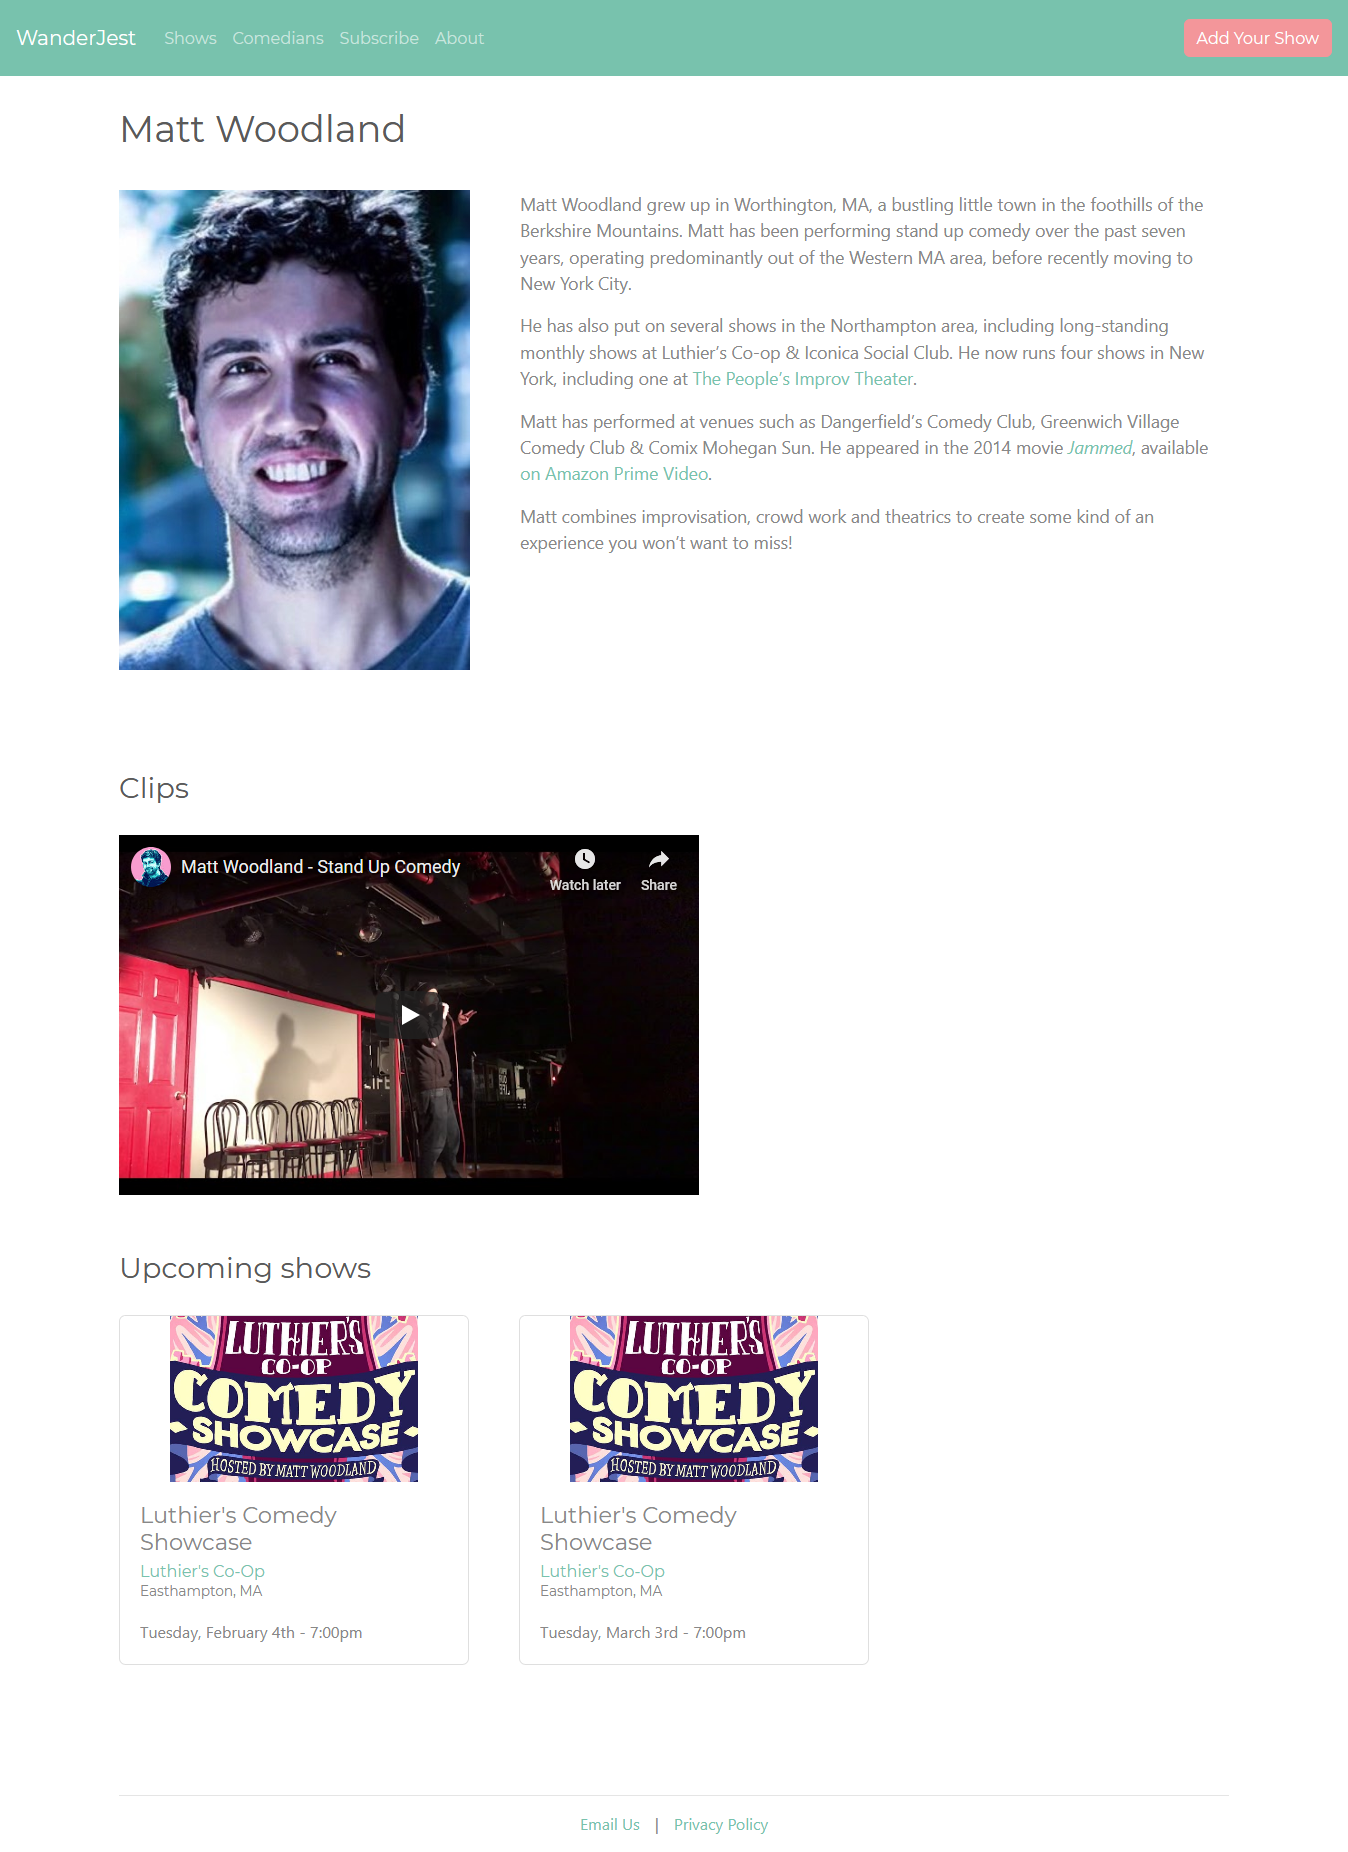 WanderJest Shows Comedians Subscribe About Add Your Show
Matt Woodland
Matt Woodland grew up in Worthington, MA, a bustling little town in the foothills of the
Berkshire Mountains. Matt has been performing stand up comedy over the past seven
years, operating predominantly out of the Western MA area, before recently moving to
New York City.
He has also put on several shows in the Northampton area, including long-standing
monthly shows at Luthier’s Co-op & Iconica Social Club. He now runs four shows in New
York, including one at The People’s Improv Theater.
Matt has performed at venues such as Dangerfield’s Comedy Club, Greenwich Village
Comedy Club & Comix Mohegan Sun. He appeared in the 2014 movie Jammed, available
on Amazon Prime Video.
Matt combines improvisation, crowd work and theatrics to create some kind of an
experience you won’t want to miss!
Clips
Matt Woodland - Stand Up Comedy
Watch later Share
Upcoming shows
LUTHIER'S
CO-OP
COMEDY
SHOWCASE
HOSTED BY MATT WOODLAND
Luthier's Comedy
Showcase
Luthier's Co-Op
Easthampton, MA
Tuesday, February 4th - 7:00pm
LUTHIER'S
CO-OP
COMEDY
SHOWCASE
HOSTED BY MATT WOODLAND
Luthier's Comedy
Showcase
Luthier's Co-Op
Easthampton, MA
Tuesday, March 3rd - 7:00pm
Email Us | Privacy Policy